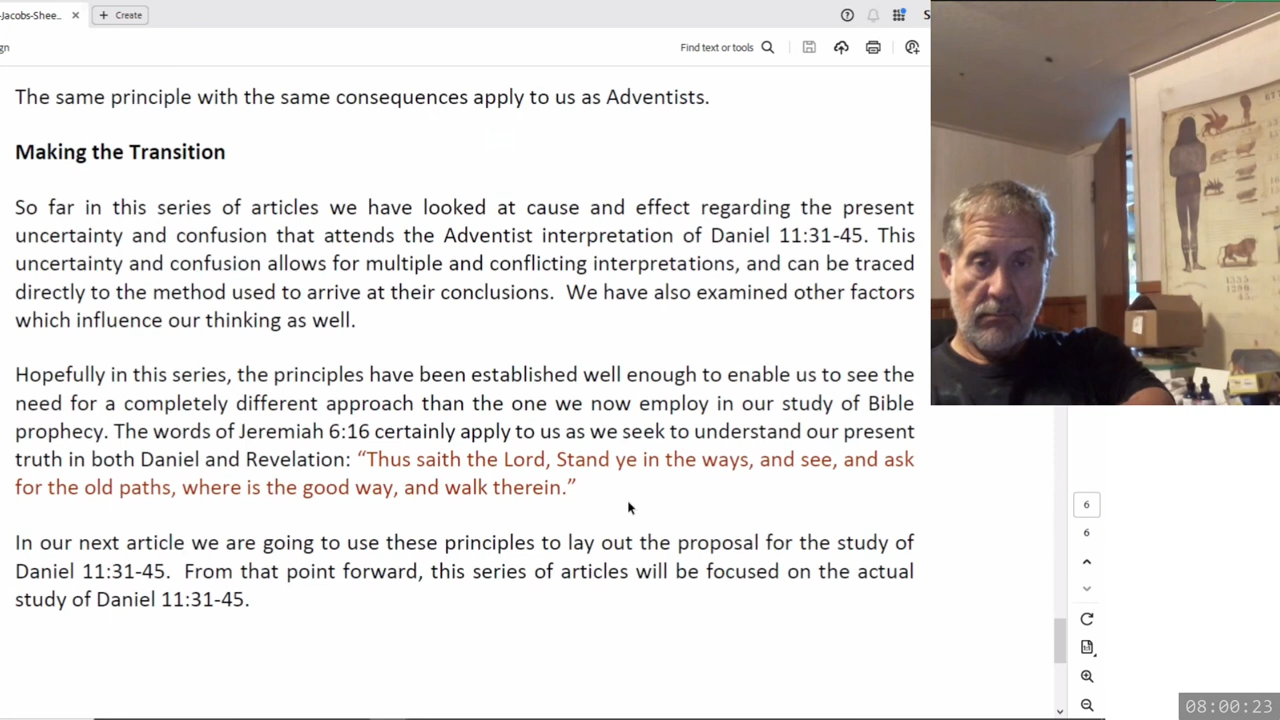 -Jacobs-Shee...
Create
S
gn
Find text or tools
The same principle with the same consequences apply to us as Adventists.
Making the Transition
So far in this series of articles we have looked at cause and effect regarding the present
uncertainty and confusion that attends the Adventist interpretation of Daniel 11:31-45. This
uncertainty and confusion allows for multiple and conflicting interpretations, and can be traced
directly to the method used to arrive at their conclusions. We have also examined other factors
which influence our thinking as well.
Hopefully in this series, the principles have been established well enough to enable us to see the
need for a completely different approach than the one we now employ in our study of Bible
prophecy. The words of Jeremiah 6:16 certainly apply to us as we seek to understand our present
truth in both Daniel and Revelation: “Thus saith the Lord, Stand ye in the ways, and see, and ask
for the old paths, where is the good way, and walk therein.”
In our next article we are going to use these principles to lay out the proposal for the study of
Daniel 11:31-45. From that point forward, this series of articles will be focused on the actual
study of Daniel 11:31-45.
6
6
1335
1290
45
08:00:23